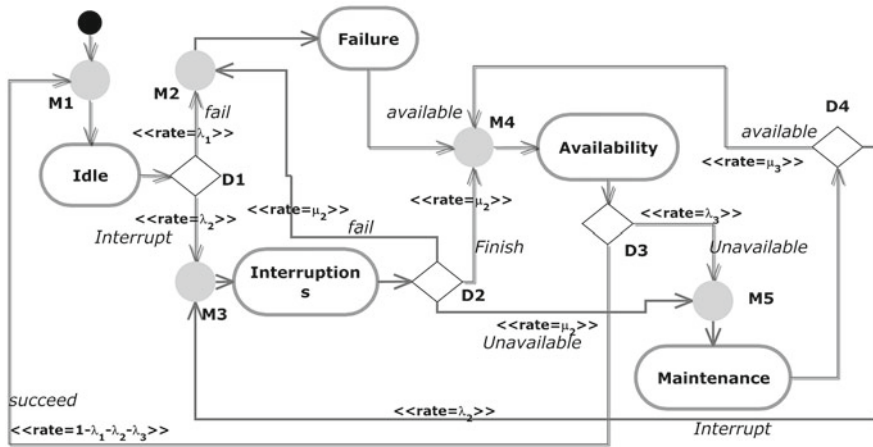 Failure
M1
M2
fail
<<rate=λ₁>>
available
M4
D4
available
<<rate=μ₃>>
Idle
D1
Availability
<<rate=λ₂>>
Interrupt
<<rate=μ₂>>
fail
<<rate=μ₂>>
Finish
<<rate=λ₃>>
D3
Unavailable
Interruption
s
D2
M3
M5
<<rate=μ₂>>
Unavailable
Maintenance
succeed
<<rate=1-λ₁-λ₂-λ₃>>
<<rate=λ₂>>
Interrupt